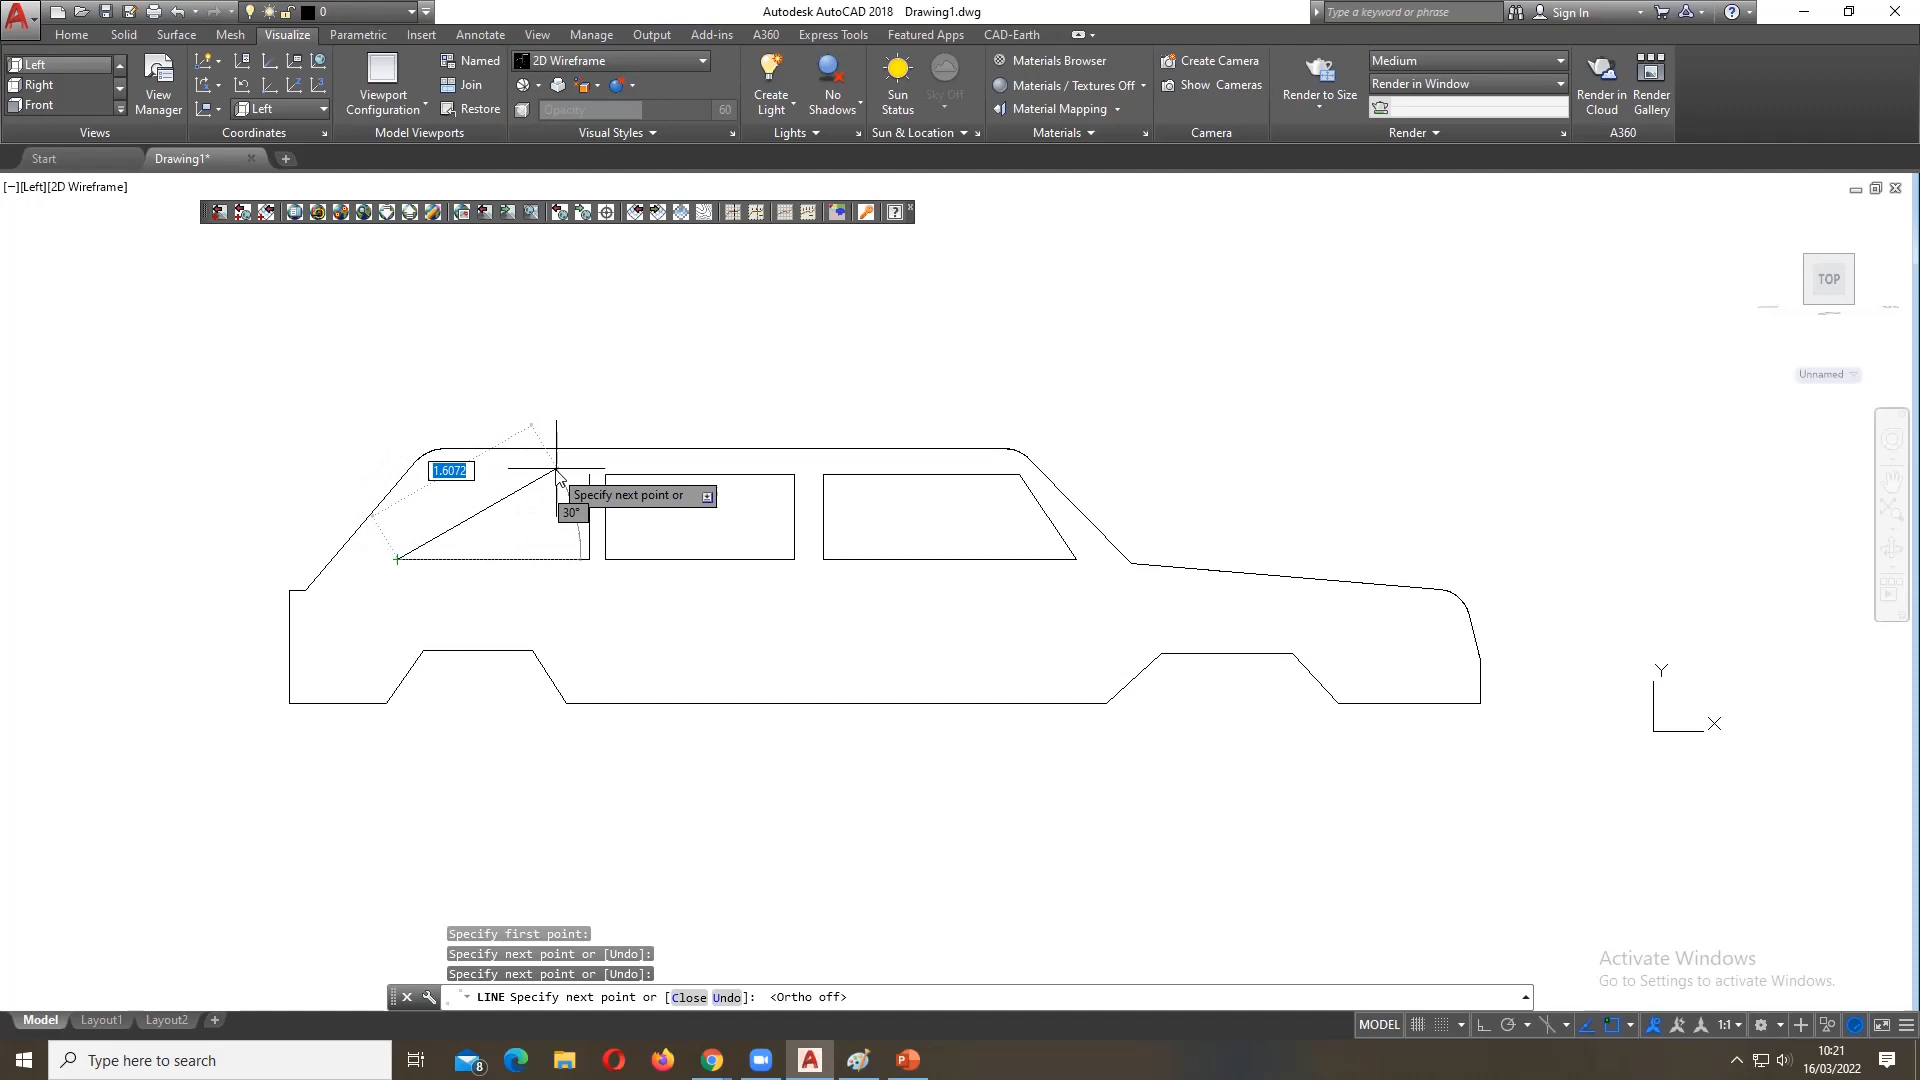 0
Autodesk AutoCAD 2018 Drawing1.dwg
Type a keyword or phrase
Sign In
Home Solid Surface Mesh Visualize Parametric Insert Annotate View Manage Output Add-ins A360 Express Tools Featured Apps CAD-Earth
Left
Right
Front
View
Manager
Left
Viewport
Configuration
Named
Join
Restore
2D Wireframe
Opacity 60
Create
Light
No
Shadows
Sun
Status
Sky Off
Materials Browser
Materials / Textures Off
Material Mapping
Create Camera
Show Cameras
Render to Size
Medium
Render in Window
Render in
Cloud
Render
Gallery
Views Coordinates Model Viewports Visual Styles Lights Sun & Location Materials Camera Render A360
Start Drawing1*
[−][Left][2D Wireframe]
TOP
Unnamed
1.6072
Specify next point or
30°
Y
X
Specify first point:
Specify next point or [Undo]:
Specify next point or [Undo]:
LINE Specify next point or [Close Undo]: <Ortho off>
Activate Windows
Go to Settings to activate Windows.
Model Layout1 Layout2
MODEL 1:1
Type here to search
8
10:21
16/03/2022